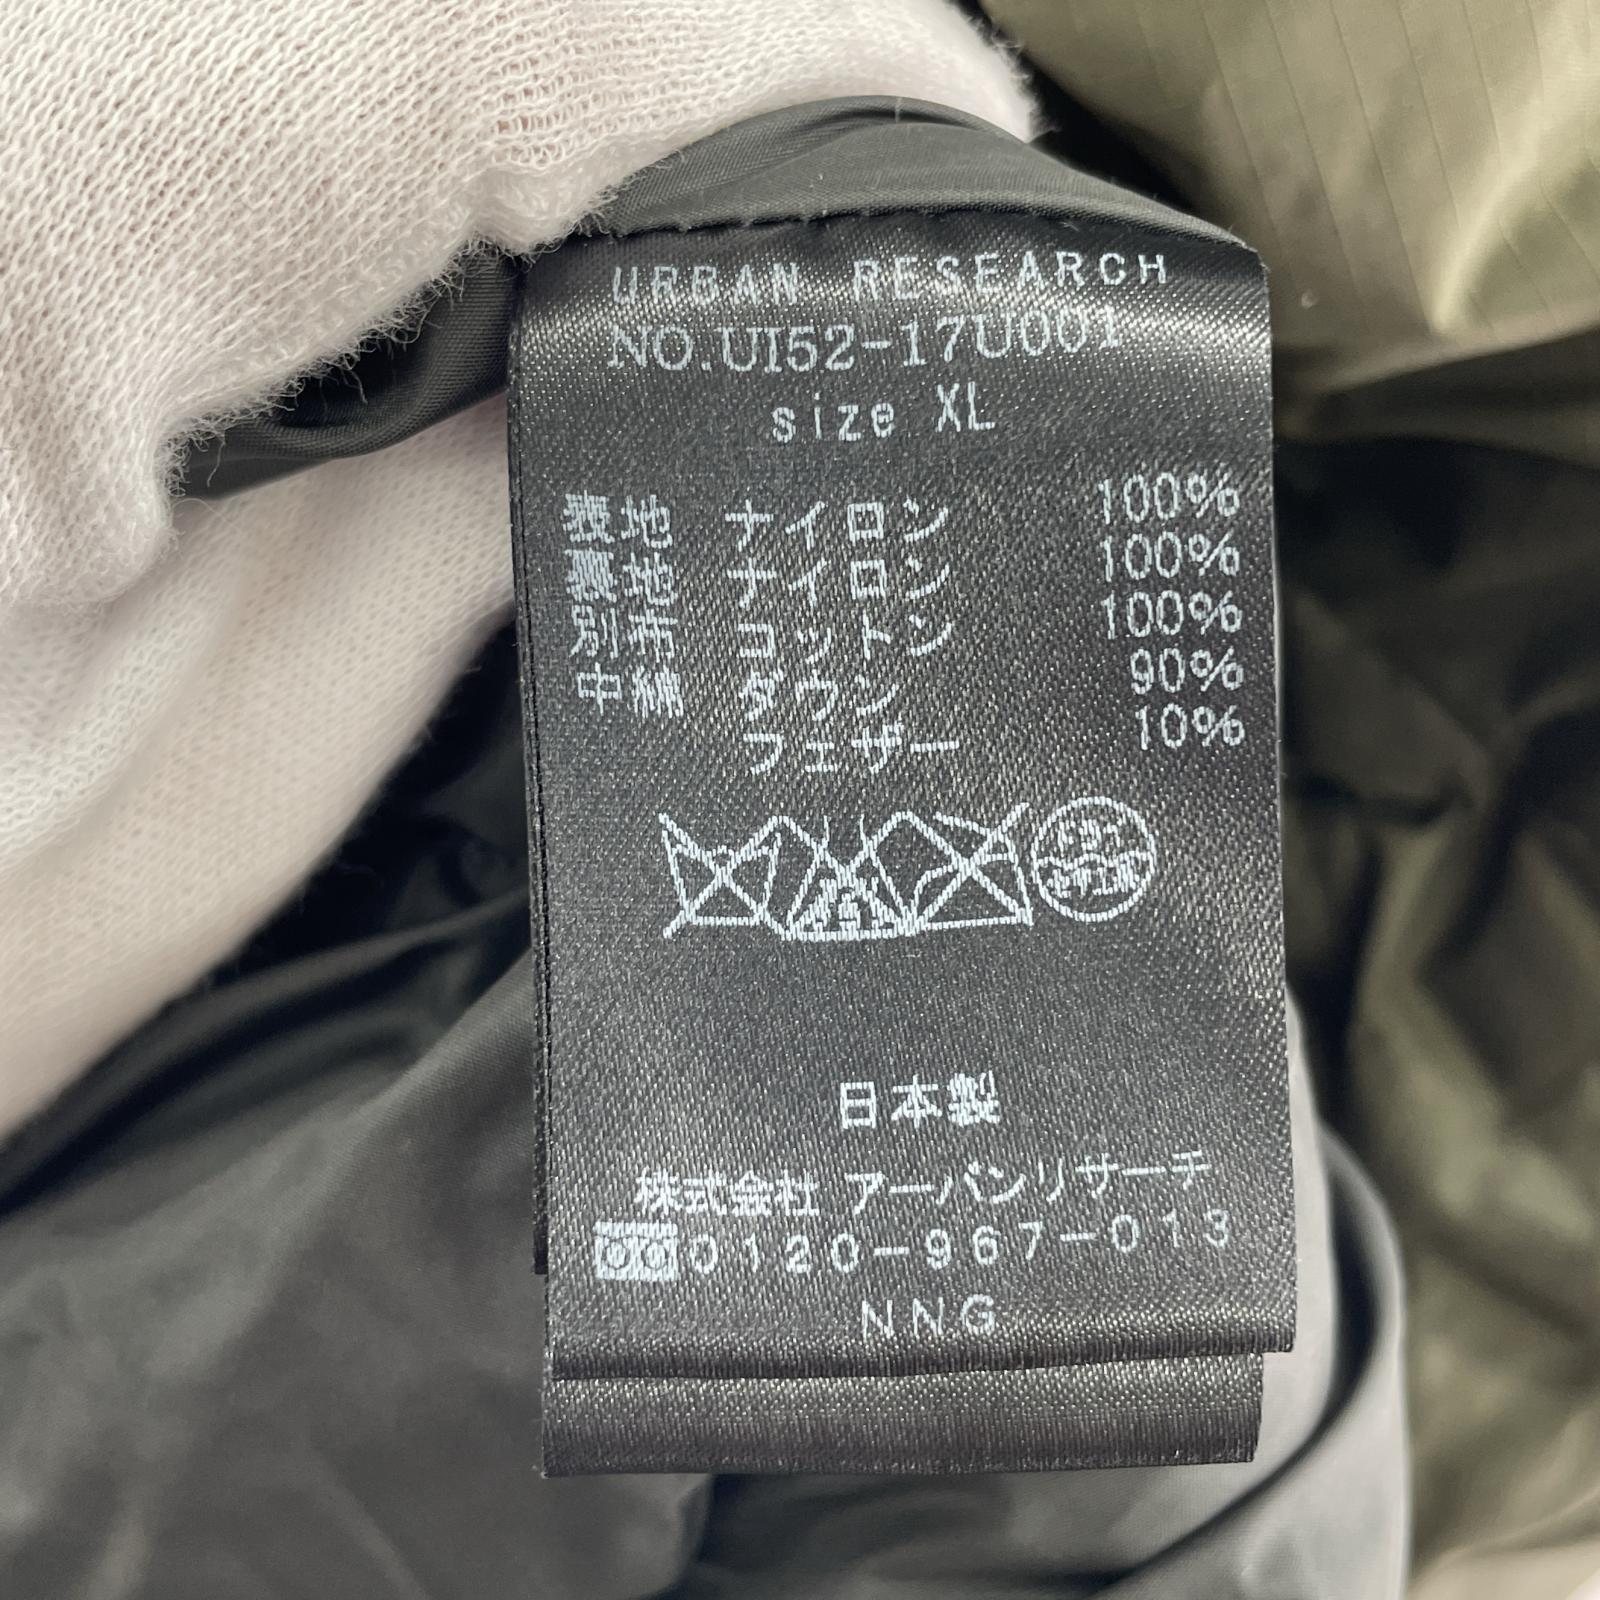 URBAN RESEARCH
NO.UI52-17U001
size XL
表地 ナイロン 100%
裏地 ナイロン 100%
別布 コットン 100%
中綿 ダウン 90%
フェザー 10%
日本製
株式会社 アーバンリサーチ
0120-967-013
NNG